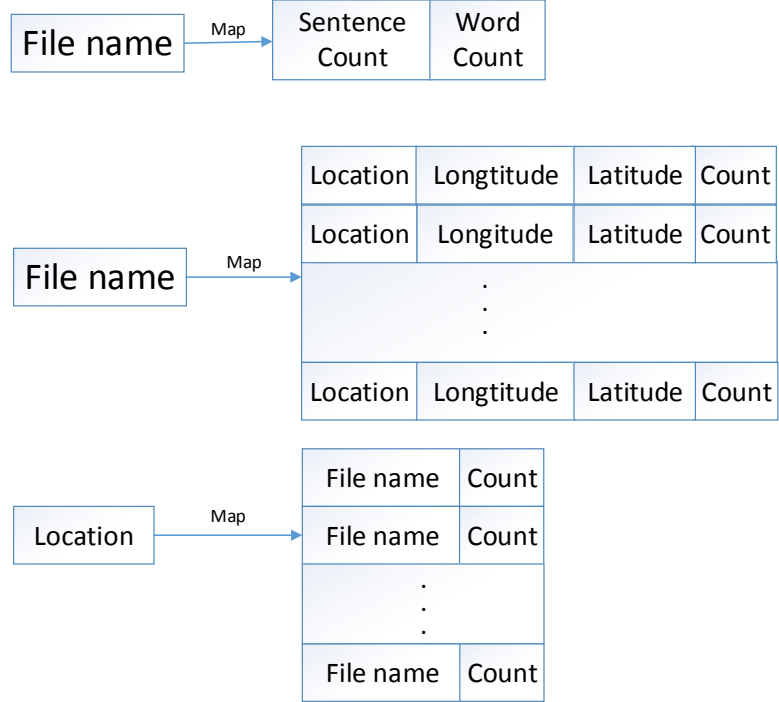 File name
Map
Sentence
Count
Word
Count
File name
Map
Location Longtitude Latitude Count
Location Longitude Latitude Count
.
.
.
Location Longtitude Latitude Count
Location
Map
File name Count
File name Count
.
.
.
File name Count